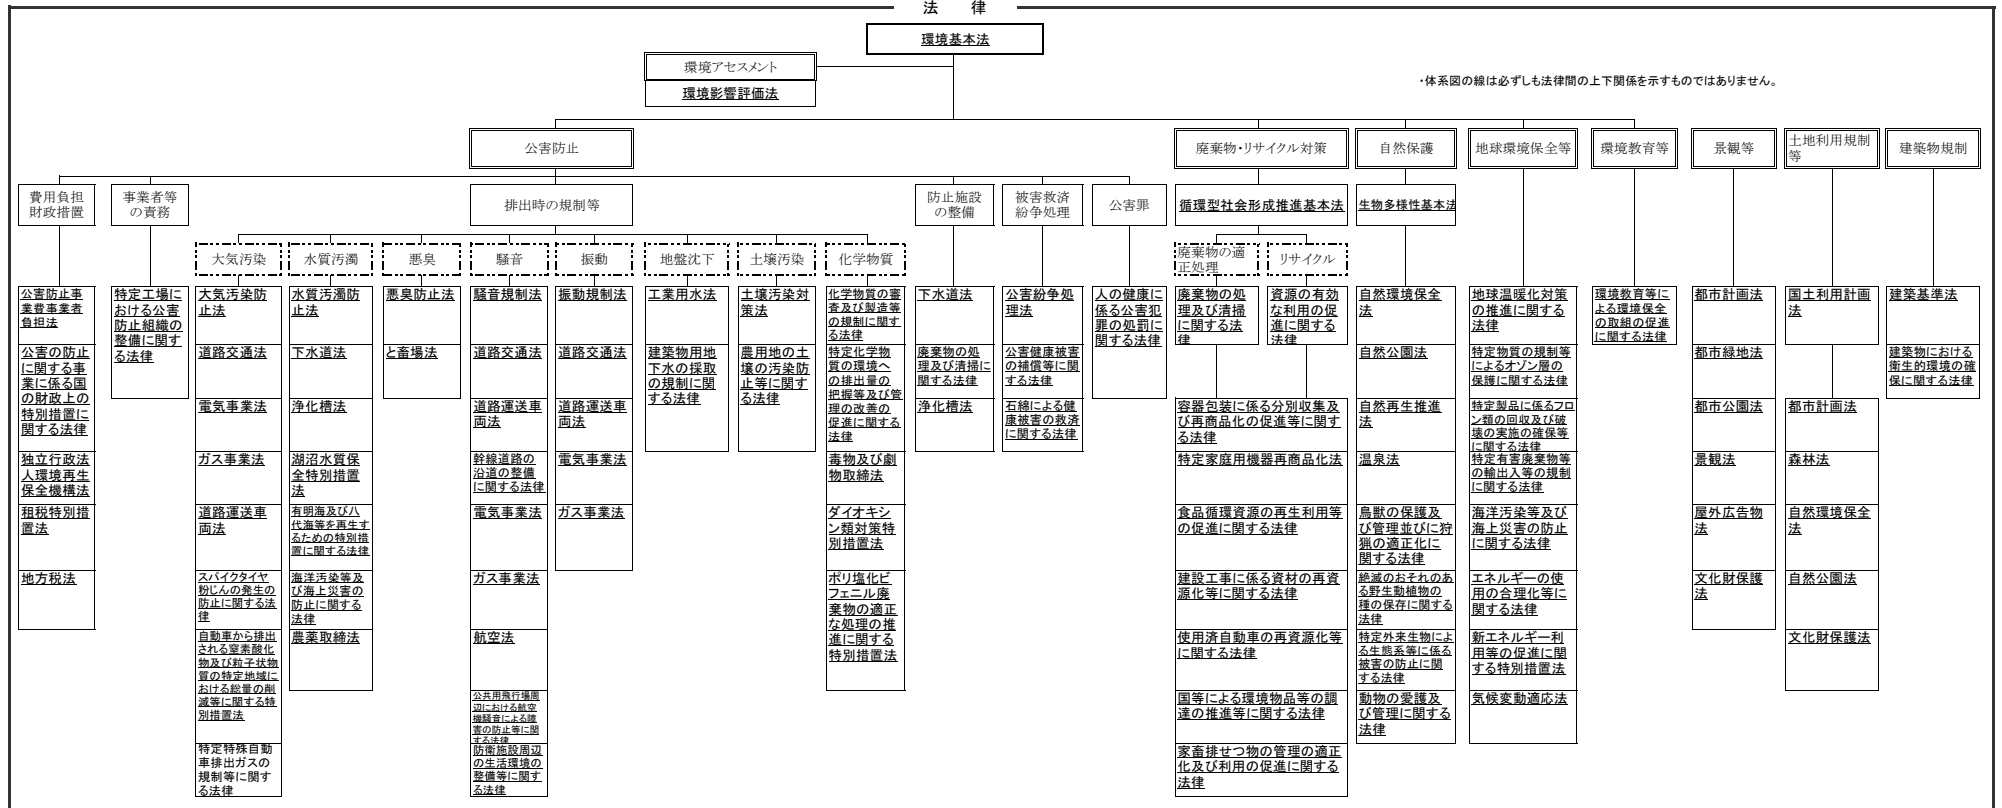 法　律
環境基本法
環境アセスメント
環境影響評価法
・体系図の線は必ずしも法律間の上下関係を示すものではありません。
公害防止
廃棄物・リサイクル対策
自然保護
地球環境保全等
環境教育等
景観等
土地利用規制
等
建築物規制
費用負担
財政措置
事業者等
の責務
排出時の規制等
防止施設
の整備
被害救済
紛争処理
公害罪
循環型社会形成推進基本法
生物多様性基本法
大気汚染
水質汚濁
悪臭
騒音
振動
地盤沈下
土壌汚染
化学物質
廃棄物の適
正処理
リサイクル
公害防止事
業費事業者
負担法
公害の防止
に関する事
業に係る国
の財政上の
特別措置に
関する法律
独立行政法
人環境再生
保全機構法
租税特別措
置法
地方税法
特定工場に
おける公害
防止組織の
整備に関す
る法律
大気汚染防
止法
道路交通法
電気事業法
ガス事業法
道路運送車
両法
スパイクタイヤ
粉じんの発生の
防止に関する法
律
自動車から排出
される窒素酸化
物及び粒子状物
質の特定地域に
おける総量の削
減等に関する特
別措置法
特定特殊自動
車排出ガスの
規制等に関す
る法律
水質汚濁防
止法
下水道法
浄化槽法
湖沼水質保
全特別措置
法
有明海及び八
代海等を再生す
るための特別措
置に関する法律
海洋汚染等及
び海上災害の
防止に関する
法律
農薬取締法
悪臭防止法
と畜場法
騒音規制法
道路交通法
道路運送車
両法
幹線道路の
沿道の整備
に関する法律
電気事業法
ガス事業法
航空法
公共用飛行場周
辺における航空
機騒音による障
害の防止等に関
する法律
防衛施設周辺
の生活環境の
整備等に関す
る法律
振動規制法
道路交通法
道路運送車
両法
電気事業法
ガス事業法
工業用水法
建築物用地
下水の採取
の規制に関
する法律
土壌汚染対
策法
農用地の土
壌の汚染防
止等に関す
る法律
化学物質の審
査及び製造等
の規制に関す
る法律
特定化学物
質の環境へ
の排出量の
把握等及び管
理の改善の
促進に関する
法律
毒物及び劇
物取締法
ダイオキシ
ン類対策特
別措置法
ポリ塩化ビ
フェニル廃
棄物の適正
な処理の推
進に関する
特別措置法
下水道法
廃棄物の処
理及び清掃に
関する法律
浄化槽法
公害紛争処
理法
公害健康被害
の補償等に関
する法律
石綿による健
康被害の救済
に関する法律
人の健康に
係る公害犯
罪の処罰に
関する法律
廃棄物の処
理及び清掃
に関する法
律
資源の有効
な利用の促
進に関する
法律
容器包装に係る分別収集及
び再商品化の促進等に関す
る法律
特定家庭用機器再商品化法
食品循環資源の再生利用等
の促進に関する法律
建設工事に係る資材の再資
源化等に関する法律
使用済自動車の再資源化等
に関する法律
国等による環境物品等の調
達の推進等に関する法律
家畜排せつ物の管理の適正
化及び利用の促進に関する
法律
自然環境保全
法
自然公園法
自然再生推進
法
温泉法
鳥獣の保護及
び管理並びに狩
猟の適正化に
関する法律
絶滅のおそれのあ
る野生動植物の
種の保存に関する
法律
特定外来生物によ
る生態系等に係る
被害の防止に関
する法律
動物の愛護及
び管理に関する
法律
地球温暖化対策
の推進に関する
法律
特定物質の規制等
によるオゾン層の
保護に関する法律
特定製品に係るフロ
ン類の回収及び破
壊の実施の確保等
に関する法律
特定有害廃棄物等
の輸出入等の規制
に関する法律
海洋汚染等及び
海上災害の防止
に関する法律
エネルギーの使
用の合理化等に
関する法律
新エネルギー利
用等の促進に関
する特別措置法
気候変動適応法
環境教育等に
よる環境保全
の取組の促進
に関する法律
都市計画法
都市緑地法
都市公園法
景観法
屋外広告物
法
文化財保護
法
国土利用計画
法
都市計画法
森林法
自然環境保全
法
自然公園法
文化財保護法
建築基準法
建築物における
衛生的環境の確
保に関する法律